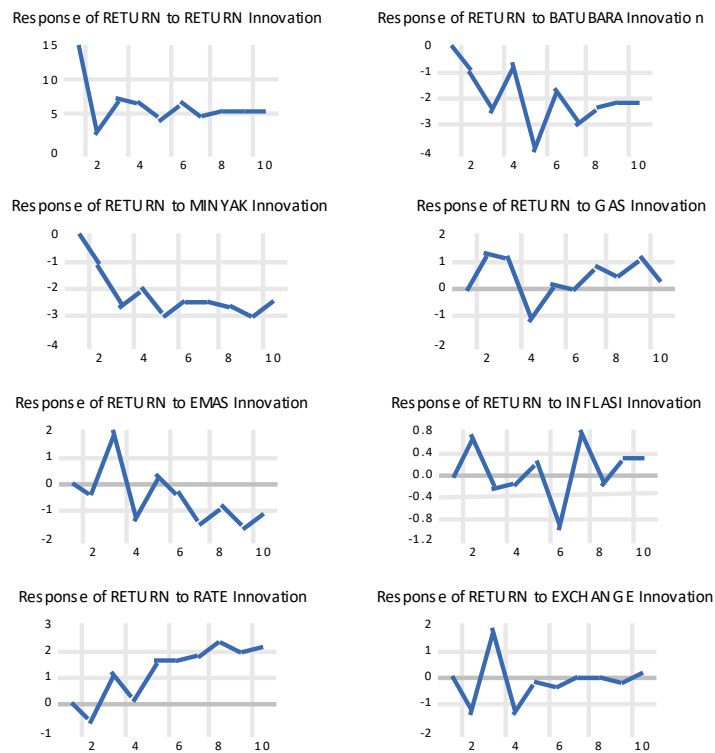 Response of RETURN to RETURN Innovation
Response of RETURN to BATUBARA Innovation
15
10
5
0
2 4 6 8 10
0
-1
-2
-3
-4
2 4 6 8 10
Response of RETURN to MINYAK Innovation
Response of RETURN to GAS Innovation
0
-1
-2
-3
-4
2 4 6 8 10
2
1
0
-1
-2
2 4 6 8 10
Response of RETURN to EMAS Innovation
Response of RETURN to INFLASI Innovation
2
1
0
-1
-2
2 4 6 8 10
0.8
0.4
0.0
-0.4
-0.8
-1.2
2 4 6 8 10
Response of RETURN to RATE Innovation
Response of RETURN to EXCHANGE Innovation
3
2
1
0
-1
2 4 6 8 10
2
1
0
-1
-2
2 4 6 8 10